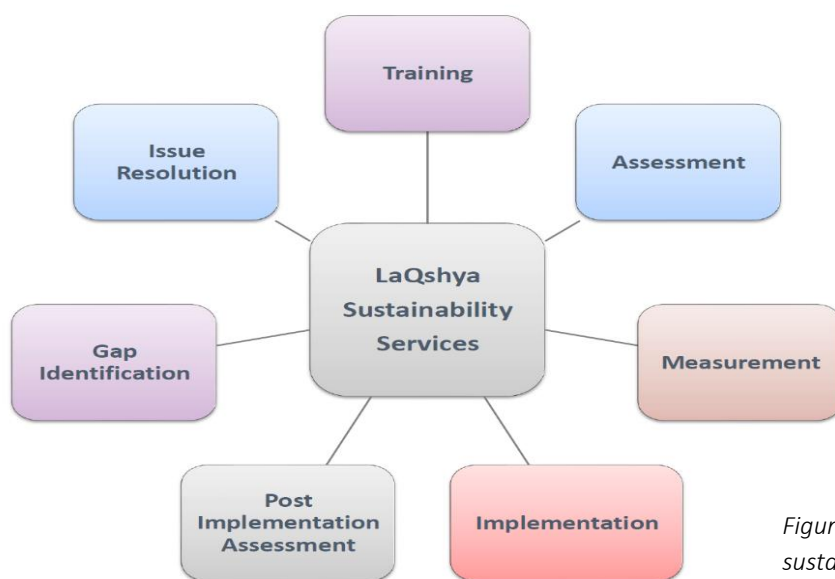 Training
Issue
Resolution
Assessment
LaQshya
Sustainability
Services
Gap
Identification
Measurement
Post
Implementation
Assessment
Implementation
Figur
susta